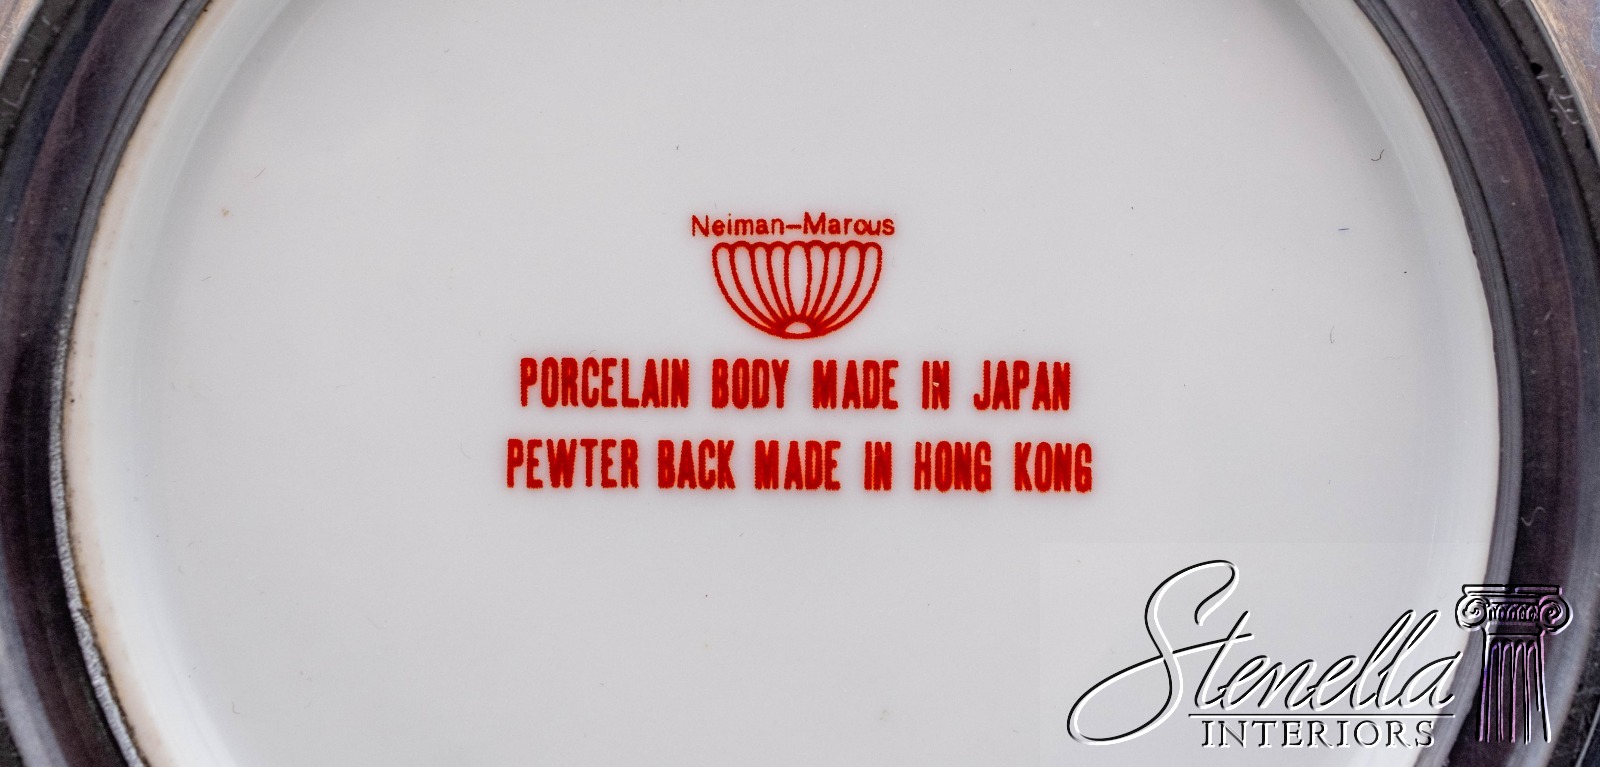 Neiman-Marcus
PORCELAIN BODY MADE IN JAPAN
PEWTER BACK MADE IN HONG KONG
Stenella
INTERIORS